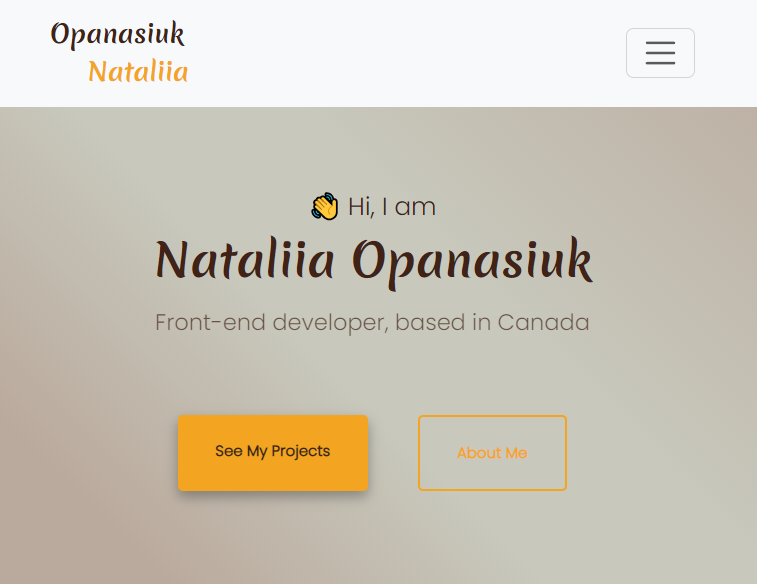 Opanasiuk
Nataliia
👋 Hi, I am
Nataliia Opanasiuk
Front-end developer, based in Canada
See My Projects
About Me